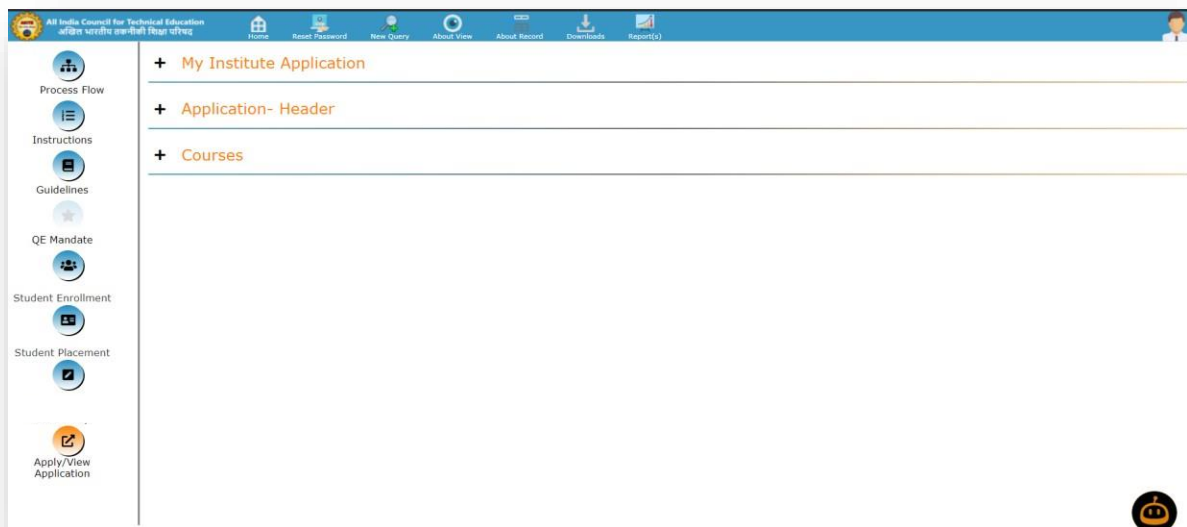 All India Council for Technical Education
अखिल भारतीय तकनीकी शिक्षा परिषद
Home
Reset Password
New Query
About View
About Record
Downloads
Report(s)
Process Flow
Instructions
Guidelines
QE Mandate
Student Enrollment
Student Placement
Apply/View
Application
+ My Institute Application
+ Application- Header
+ Courses